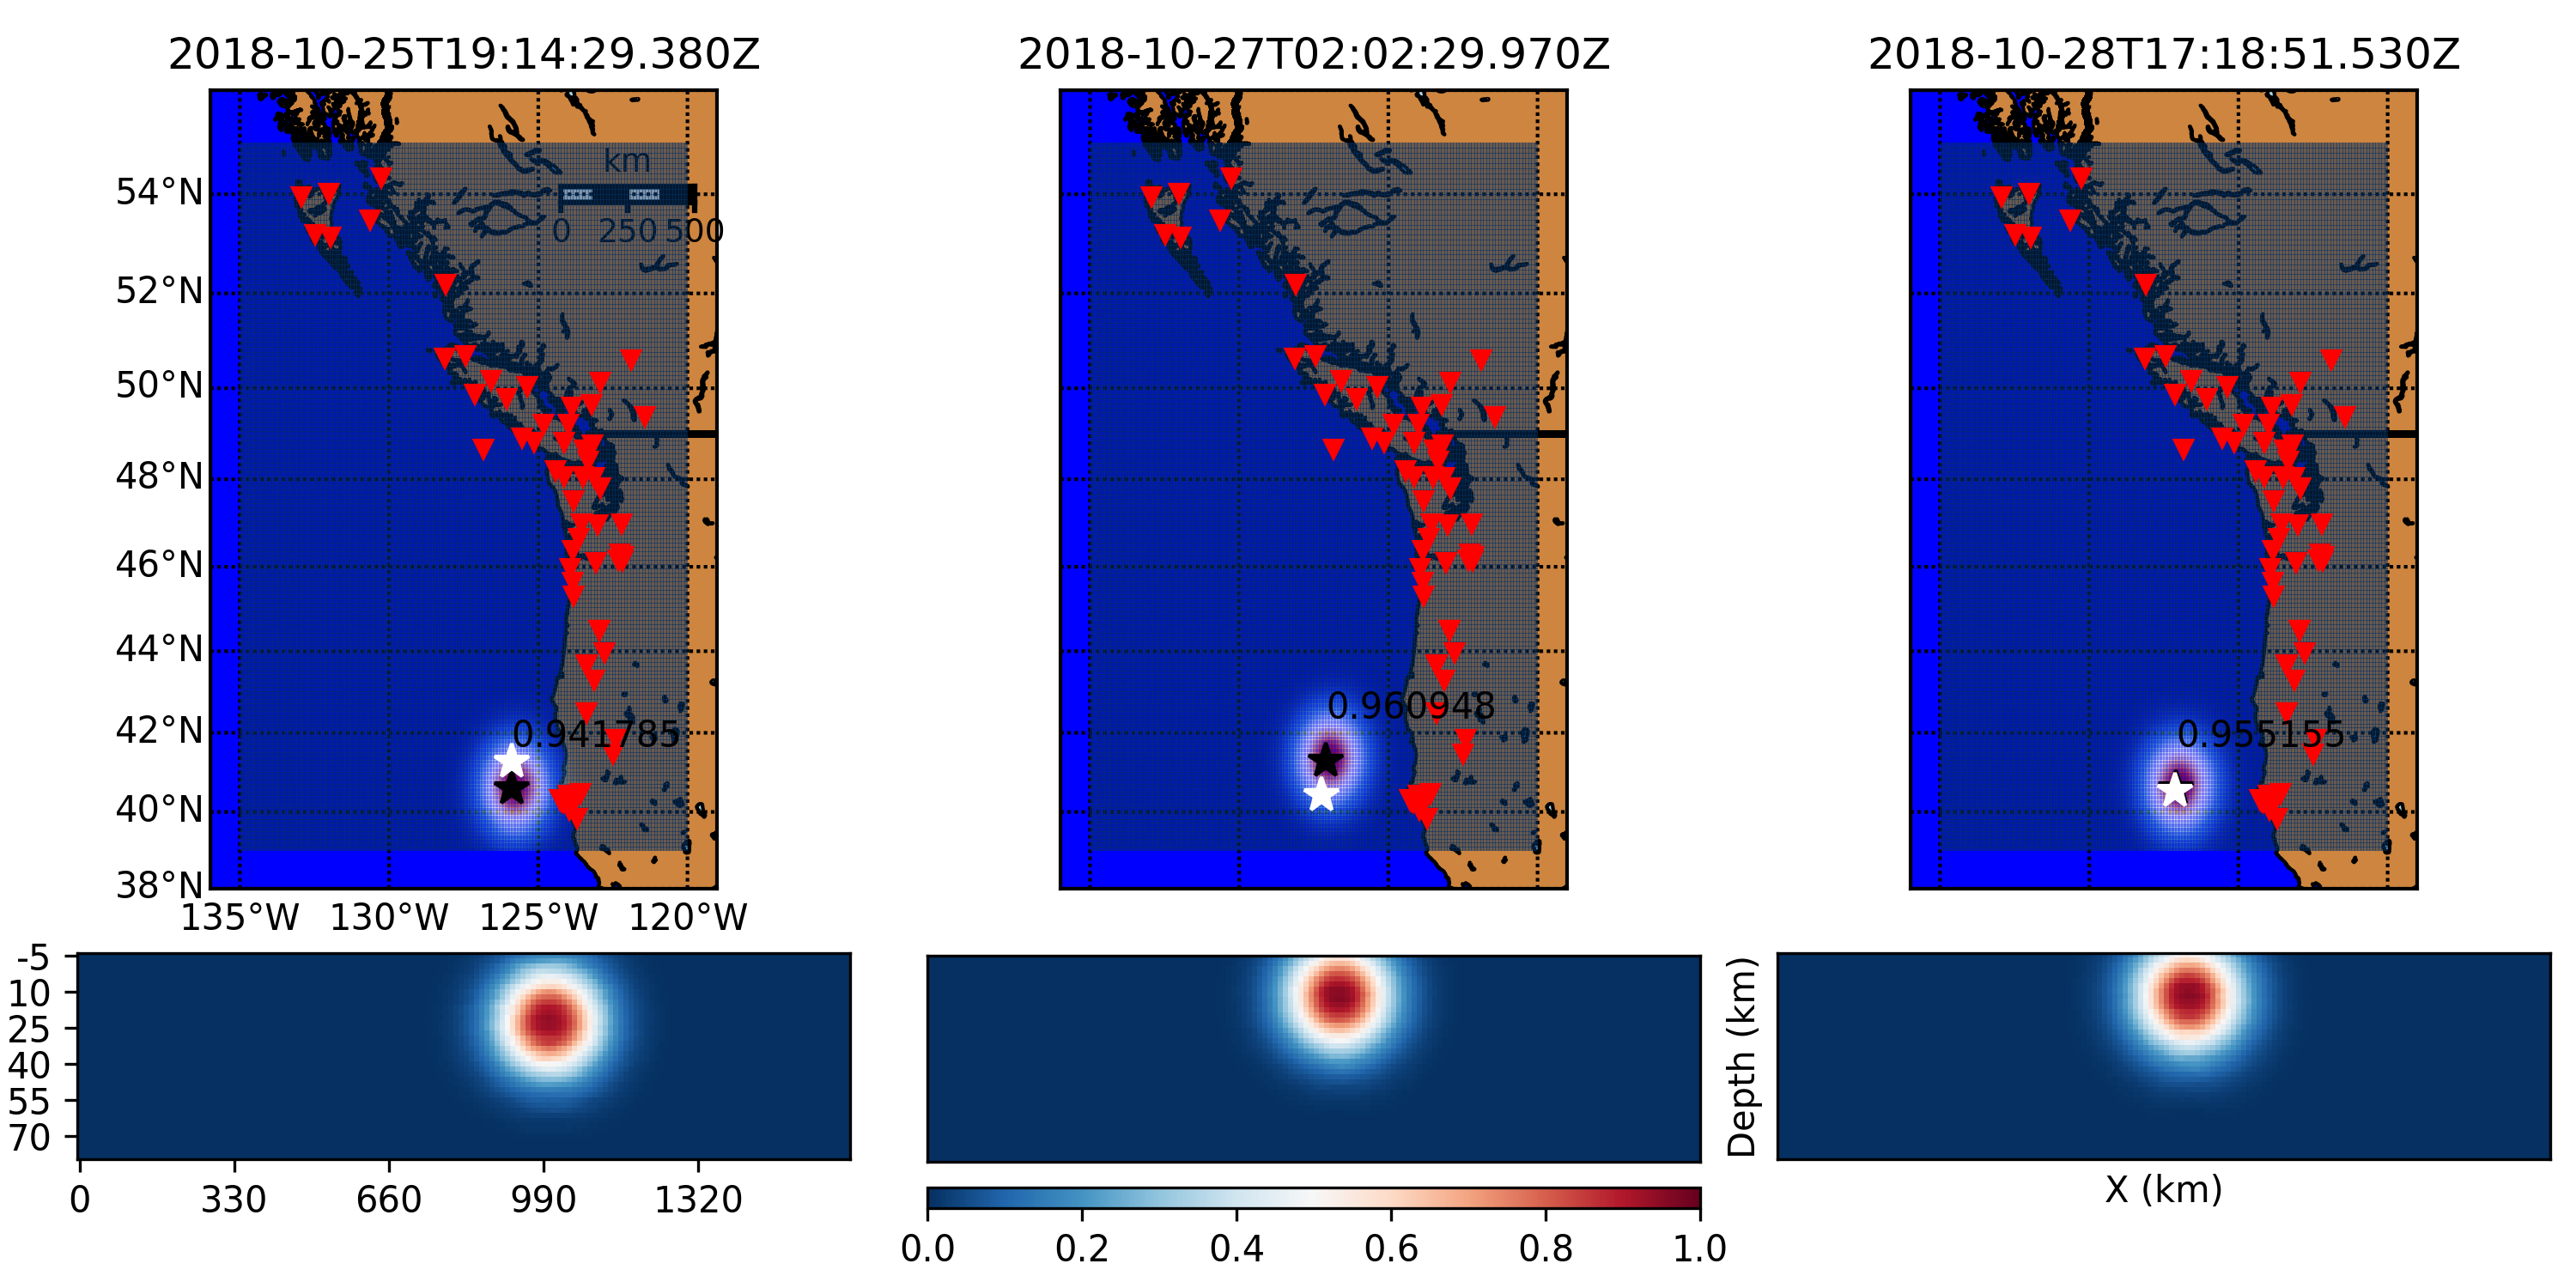 2018-10-25T19:14:29.380Z 2018-10-27T02:02:29.970Z 2018-10-28T17:18:51.530Z
km
54°N
0 250 500
52°N
50°N
48°N
46°N
44°N
42°N
0.941785 0.960948 0.955155
40°N
38°N
135°W 130°W 125°W 120°W
-5
10
25
40
55
70
0 330 660 990 1320
Depth (km)
X (km)
0.0 0.2 0.4 0.6 0.8 1.0